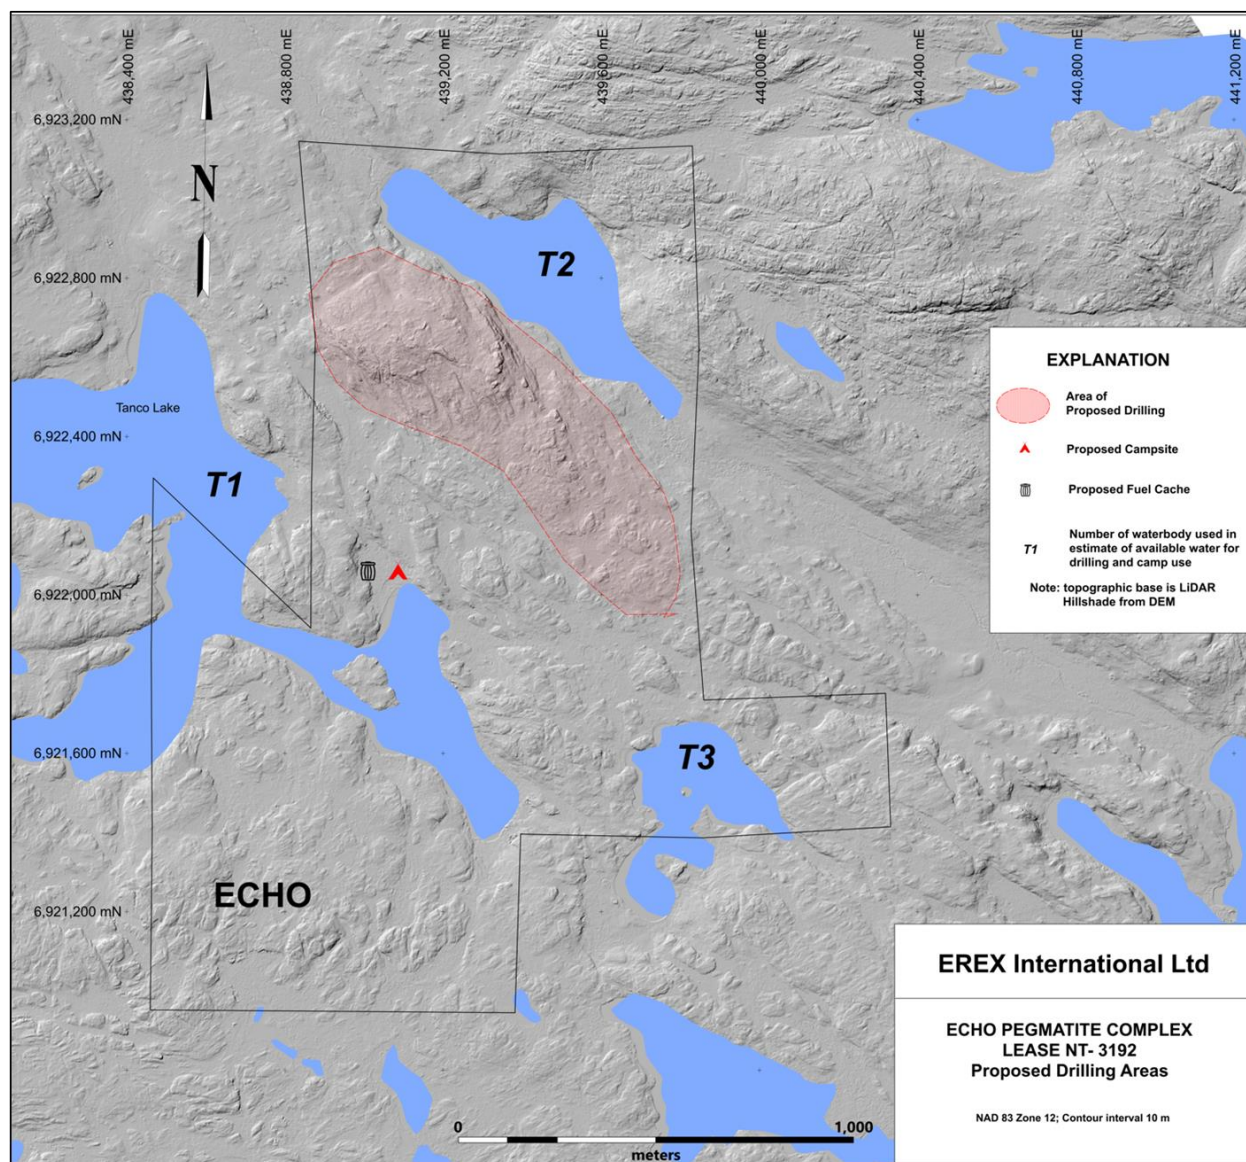 438,400 mE
438,800 mE
439,200 mE
439,600 mE
440,000 mE
440,400 mE
440,800 mE
441,200 mE
6,923,200 mN
N
T2
6,922,800 mN
EXPLANATION
Area of
Proposed Drilling
Proposed Campsite
Proposed Fuel Cache
T1
Number of waterbody used in
estimate of available water for
drilling and camp use
Note: topographic base is LiDAR
Hillshade from DEM
Tanco Lake
6,922,400 mN
T1
6,922,000 mN
6,921,600 mN
T3
ECHO
6,921,200 mN
EREX International Ltd
ECHO PEGMATITE COMPLEX
LEASE NT- 3192
Proposed Drilling Areas
NAD 83 Zone 12; Contour interval 10 m
0
1,000
meters